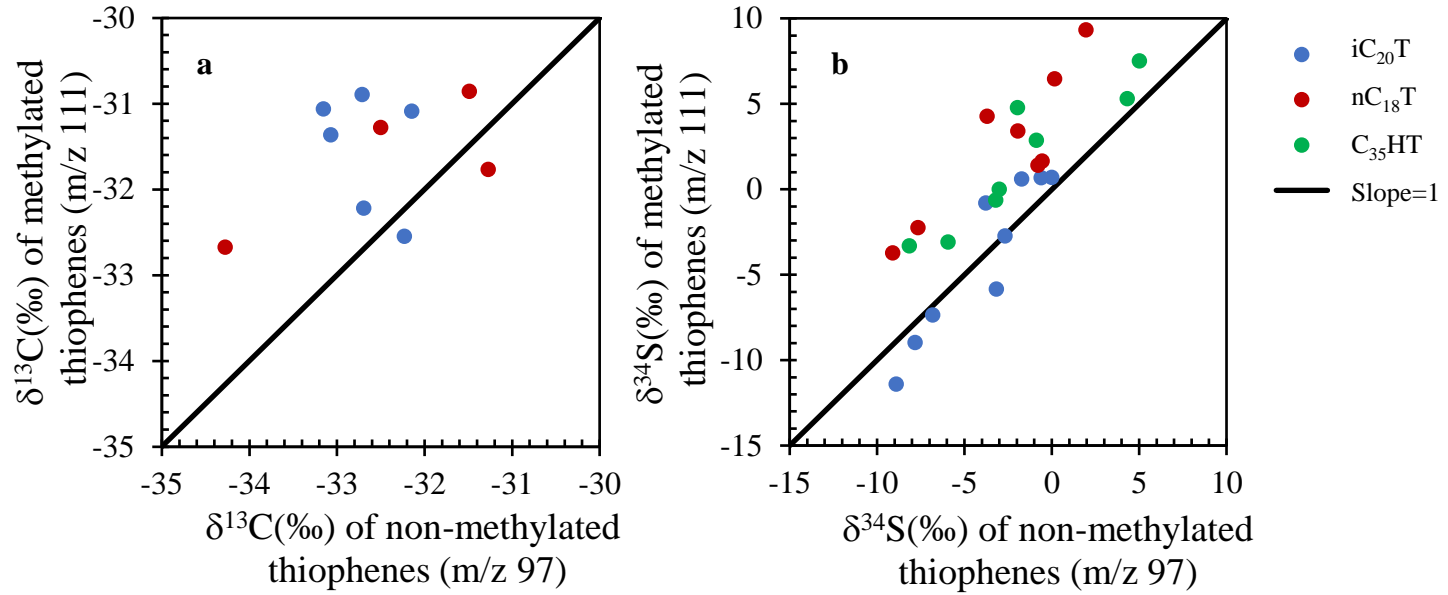 a
-30
-31
-32
-33
-34
-35
-35
-34
-33
-32
-31
-30
δ¹³C(‰) of methylated
thiophenes (m/z 111)
δ¹³C(‰) of non-methylated
thiophenes (m/z 97)
b
10
5
0
-5
-10
-15
-15
-10
-5
0
5
10
δ³⁴S(‰) of methylated
thiophenes (m/z 111)
δ³⁴S(‰) of non-methylated
thiophenes (m/z 97)
iC₂₀T
nC₁₈T
C₃₅HT
Slope=1